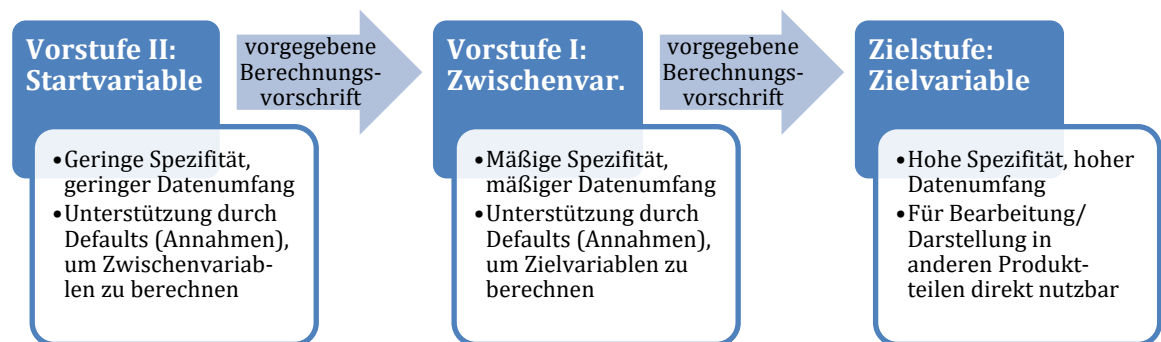 Vorstufe II:
Startvariable
•Geringe Spezifität,
geringer Datenumfang
•Unterstützung durch
Defaults (Annahmen),
um Zwischenvariab-
len zu berechnen
vorgegebene
Berechnungs-
vorschrift
Vorstufe I:
Zwischenvar.
•Mäßige Spezifität,
mäßiger Datenumfang
•Unterstützung durch
Defaults (Annahmen),
um Zielvariablen zu
berechnen
vorgegebene
Berechnungs-
vorschrift
Zielstufe:
Zielvariable
•Hohe Spezifität, hoher
Datenumfang
•Für Bearbeitung/
Darstellung in
anderen Produkt-
teilen direkt nutzbar